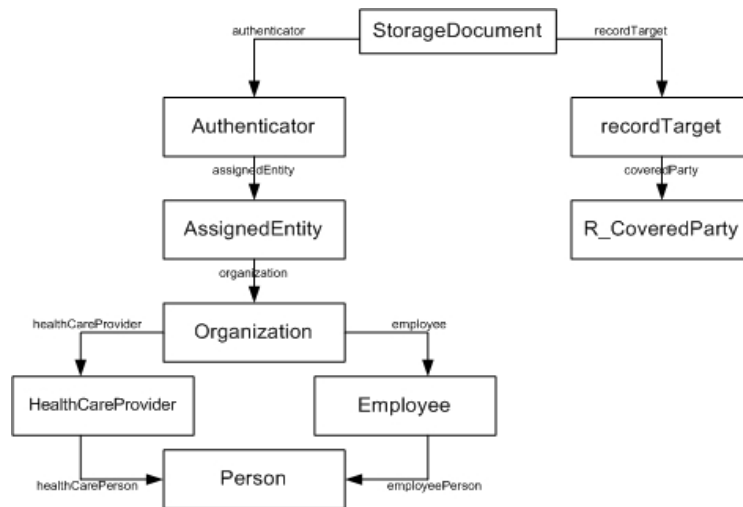 StorageDocument
authenticator
recordTarget
Authenticator
recordTarget
assignedEntity
coveredParty
AssignedEntity
R_CoveredParty
organization
Organization
healthCareProvider
employee
HealthCareProvider
Employee
Person
healthCarePerson
employeePerson